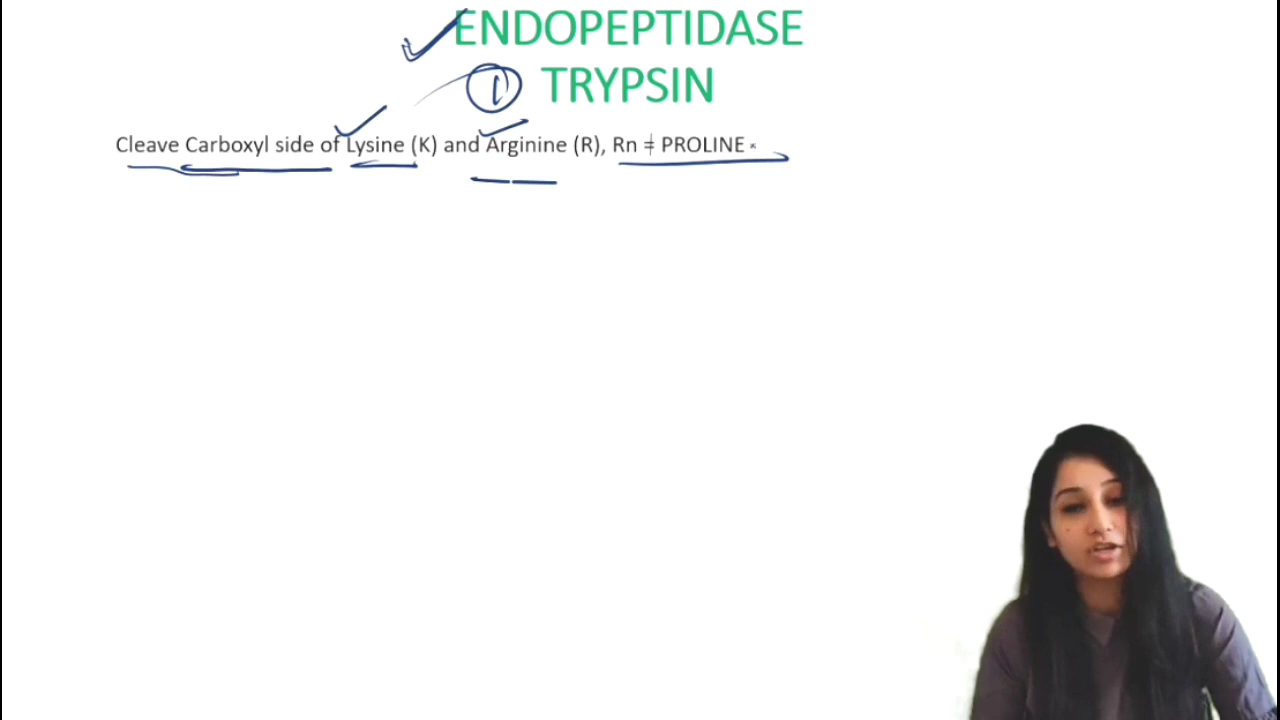 ENDOPEPTIDASE
① TRYPSIN
Cleave Carboxyl side of Lysine (K) and Arginine (R), Rn ≠ PROLINE